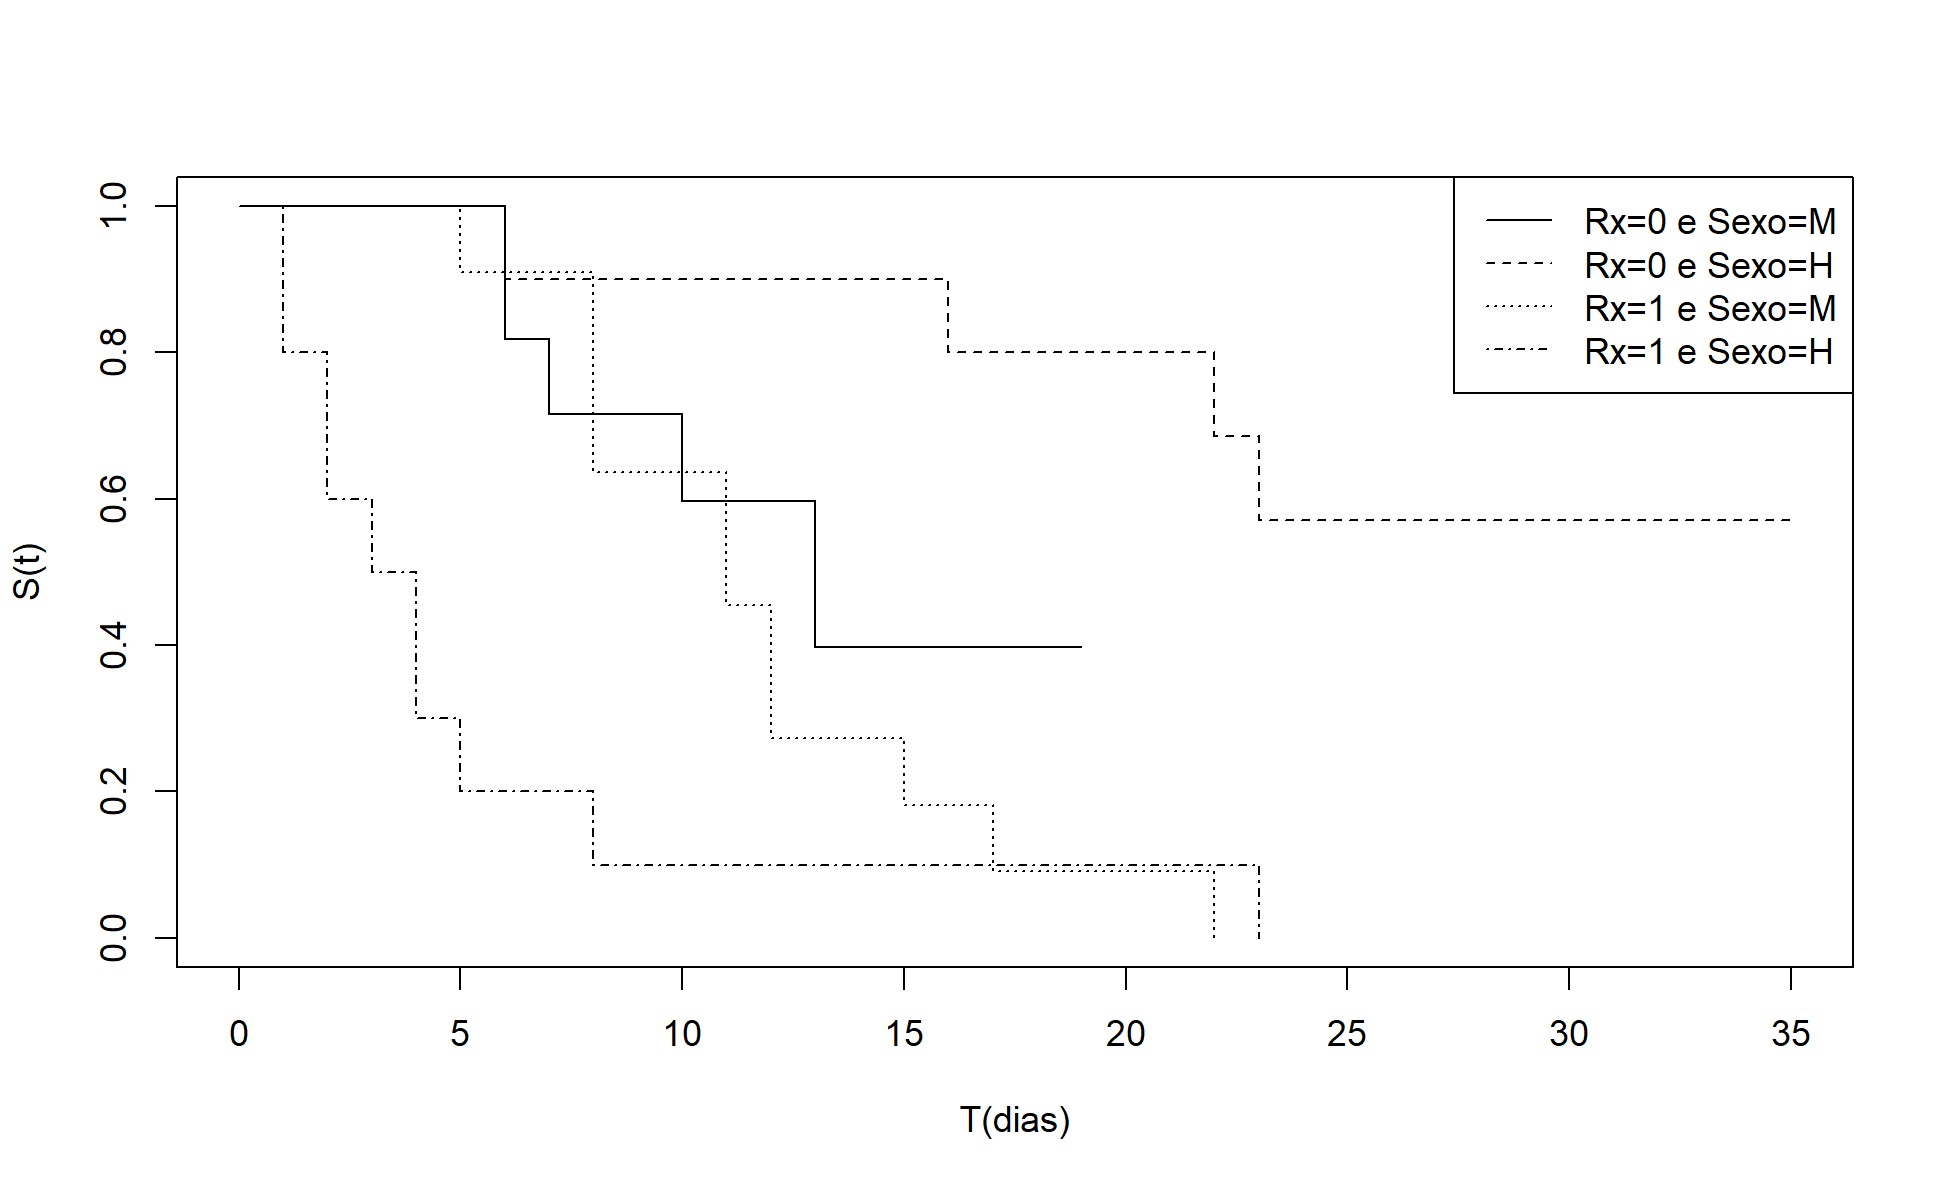 Rx=0 e Sexo=M
Rx=0 e Sexo=H
Rx=1 e Sexo=M
Rx=1 e Sexo=H
1.0
0.8
0.6
0.4
0.2
0.0
S(t)
0 5 10 15 20 25 30 35
T(dias)